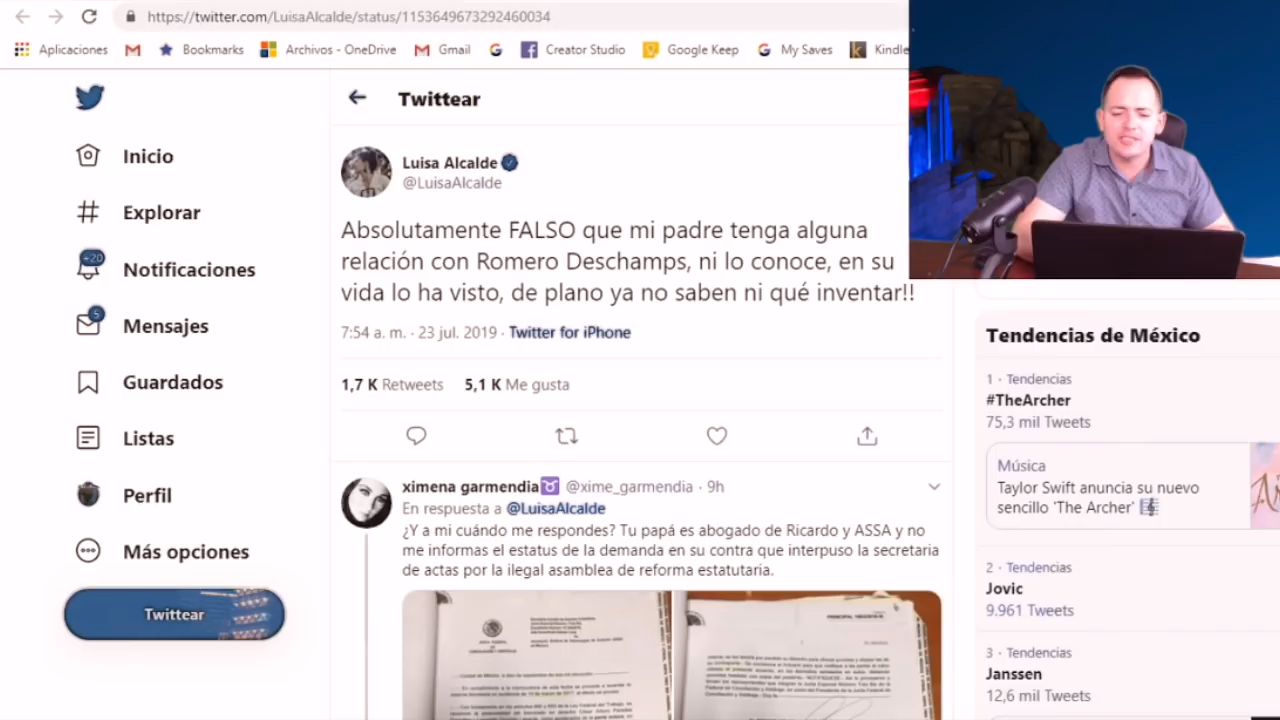 https://twitter.com/LuisaAlcalde/status/1153649673292460034
Aplicaciones
Bookmarks
Archivos - OneDrive
Gmail
Creator Studio
Google Keep
My Saves
Kindle
Twittear
Inicio
Explorar
+20
Notificaciones
5
Mensajes
Guardados
Listas
Perfil
Más opciones
Twittear
Luisa Alcalde
@LuisaAlcalde
Absolutamente FALSO que mi padre tenga alguna
relación con Romero Deschamps, ni lo conoce, en su
vida lo ha visto, de plano ya no saben ni qué inventar!!
7:54 a. m. · 23 jul. 2019 · Twitter for iPhone
1,7 K Retweets 5,1 K Me gusta
ximena garmendia♉ @xime_garmendia · 9h
En respuesta a @LuisaAlcalde
¿Y a mi cuándo me respondes? Tu papá es abogado de Ricardo y ASSA y no
me informas el estatus de la demanda en su contra que interpuso la secretaria
de actas por la ilegal asamblea de reforma estatutaria.
Tendencias de México
1 · Tendencias
#TheArcher
75,3 mil Tweets
Música
Taylor Swift anuncia su nuevo
sencillo 'The Archer' 🎼
2 · Tendencias
Jovic
9.961 Tweets
3 · Tendencias
Janssen
12,6 mil Tweets